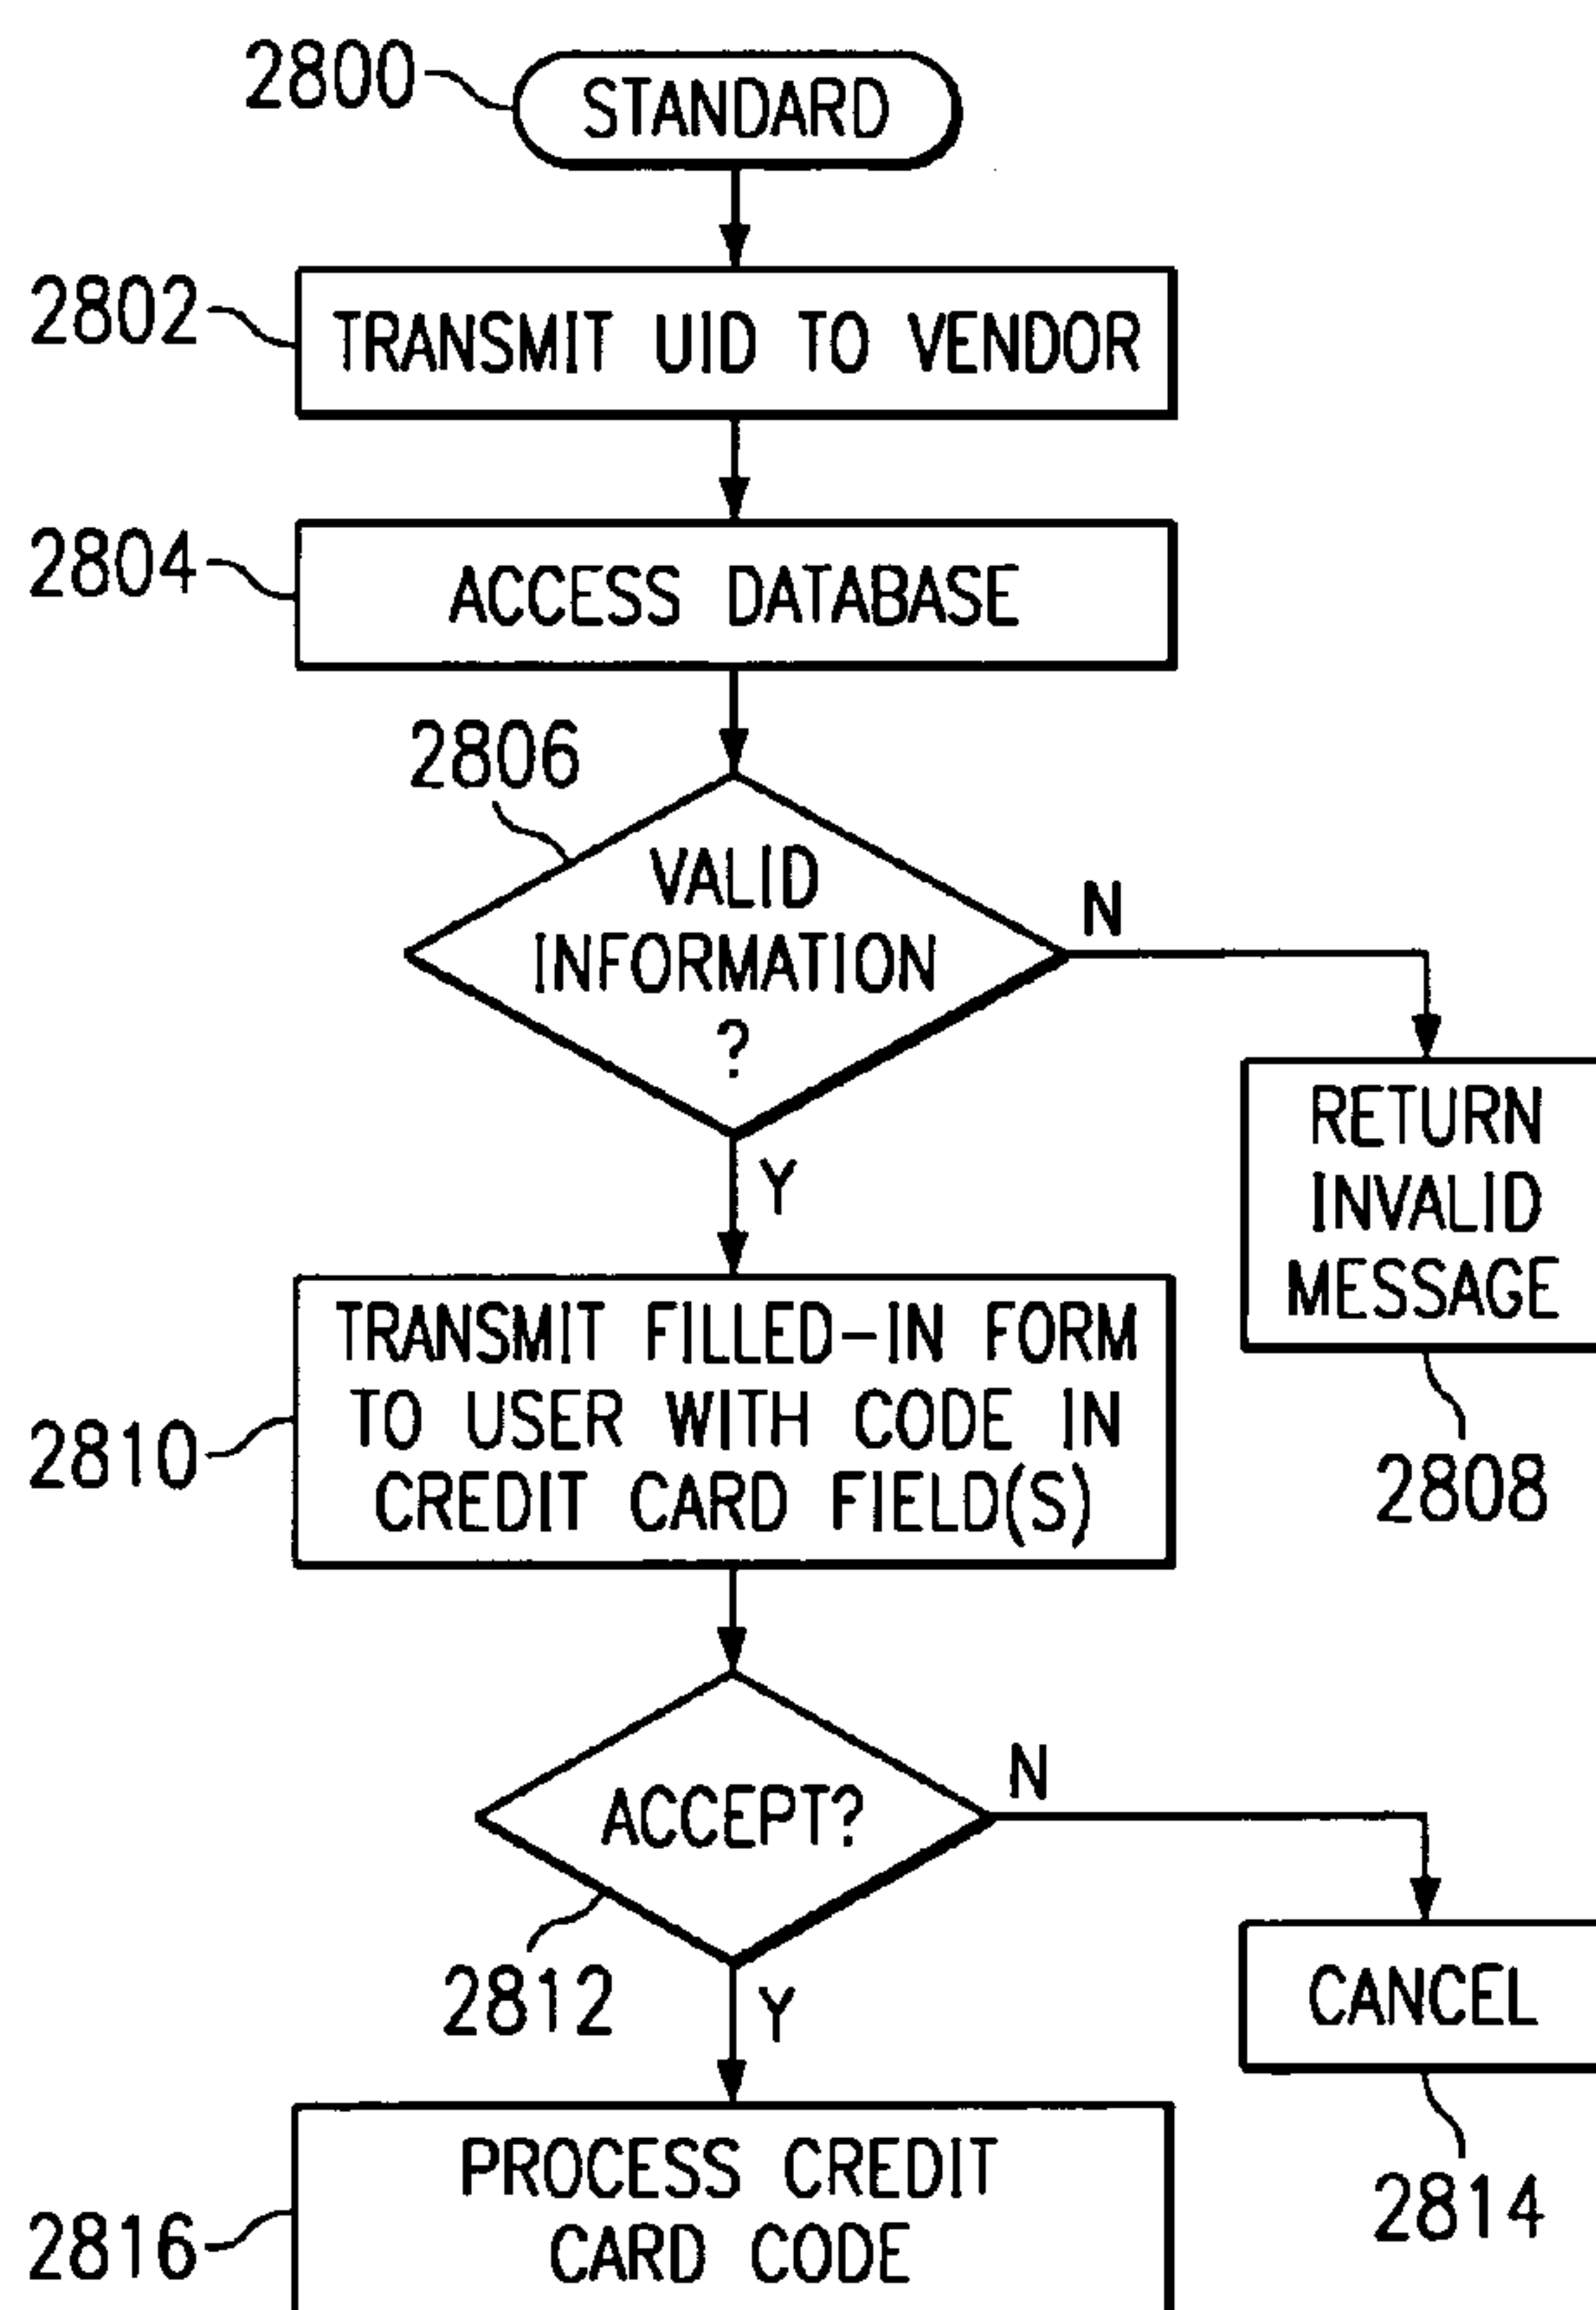 2800
STANDARD
2802
TRANSMIT UID TO VENDOR
2804
ACCESS DATABASE
2806
VALID
INFORMATION
?
N
Y
RETURN
INVALID
MESSAGE
2808
2810
TRANSMIT FILLED-IN FORM
TO USER WITH CODE IN
CREDIT CARD FIELD(S)
ACCEPT?
N
2812
Y
CANCEL
2814
2816
PROCESS CREDIT
CARD CODE